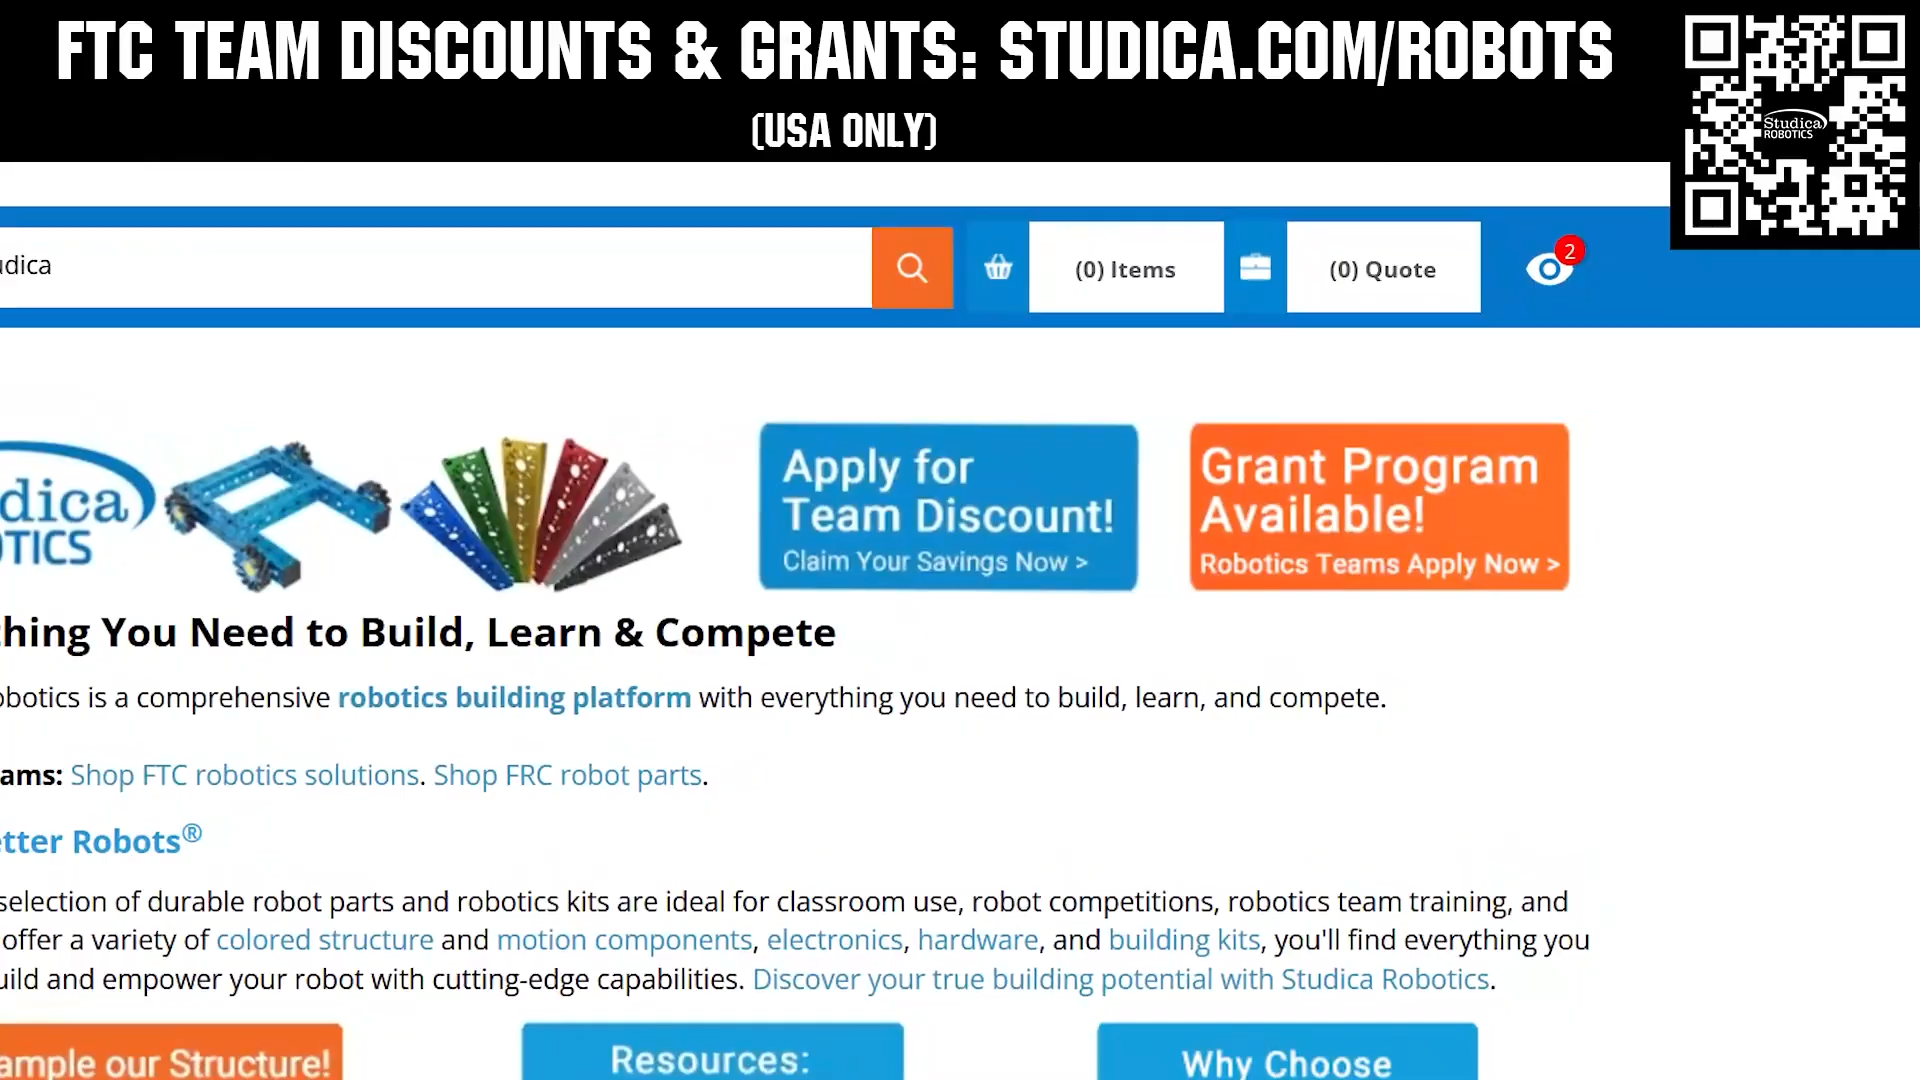 FTC TEAM DISCOUNTS & GRANTS: STUDICA.COM/ROBOTS
(USA ONLY)
Studica
ROBOTICS
udica
(0) Items
(0) Quote
2
dica
OTICS
Apply for
Team Discount!
Claim Your Savings Now >
Grant Program
Available!
Robotics Teams Apply Now >
thing You Need to Build, Learn & Compete
obotics is a comprehensive robotics building platform with everything you need to build, learn, and compete.
ams: Shop FTC robotics solutions. Shop FRC robot parts.
etter Robots®
selection of durable robot parts and robotics kits are ideal for classroom use, robot competitions, robotics team training, and
offer a variety of colored structure and motion components, electronics, hardware, and building kits, you'll find everything you
uild and empower your robot with cutting-edge capabilities. Discover your true building potential with Studica Robotics.
ample our Structure!
Resources:
Why Choose